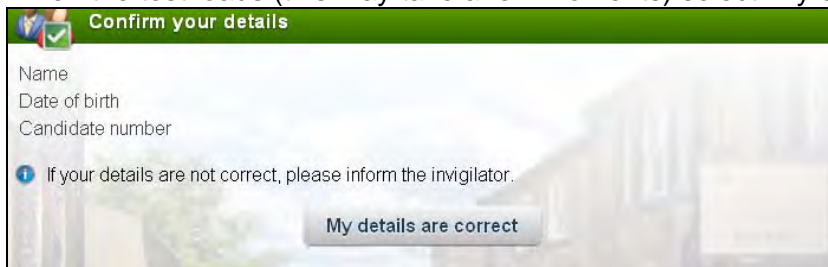 Confirm your details
Name
Date of birth
Candidate number
If your details are not correct, please inform the invigilator.
My details are correct